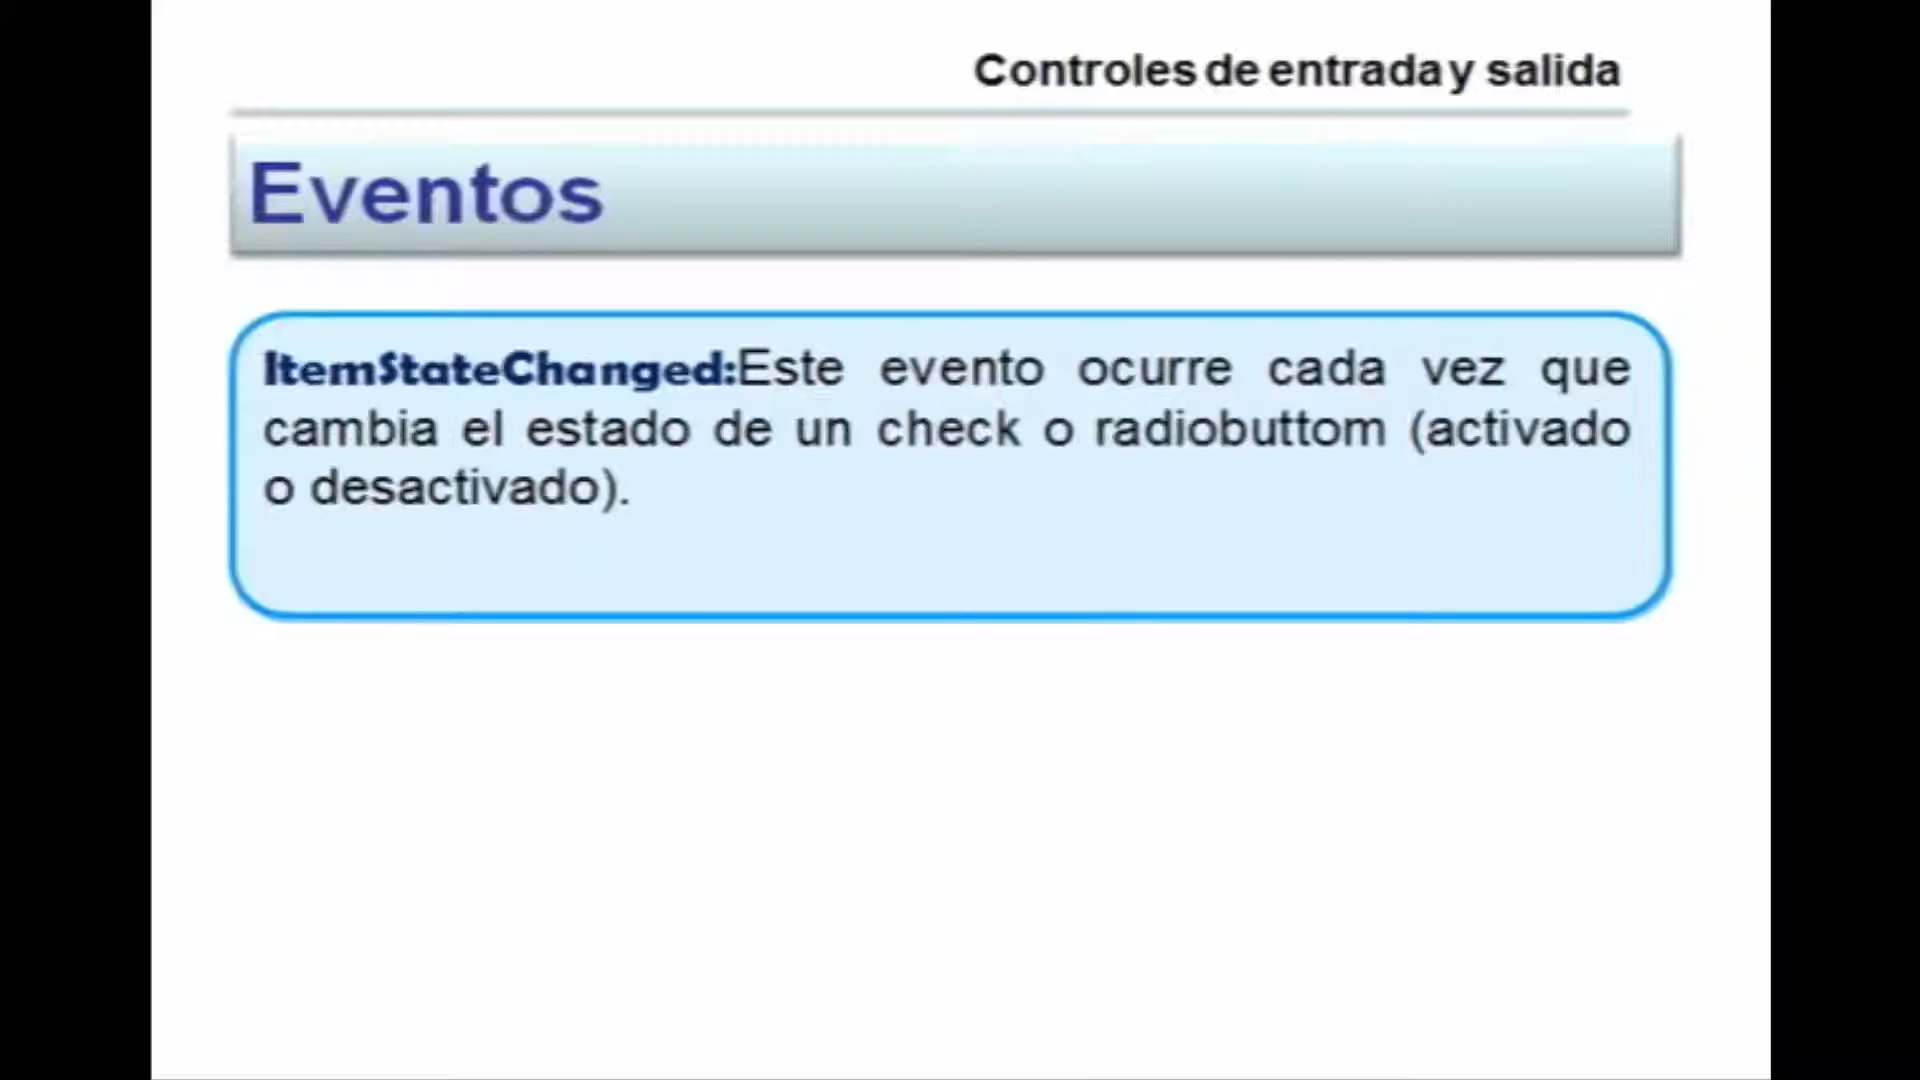 Controles de entrada y salida
Eventos
ItemStateChanged:Este evento ocurre cada vez que
cambia el estado de un check o radiobuttom (activado
o desactivado).